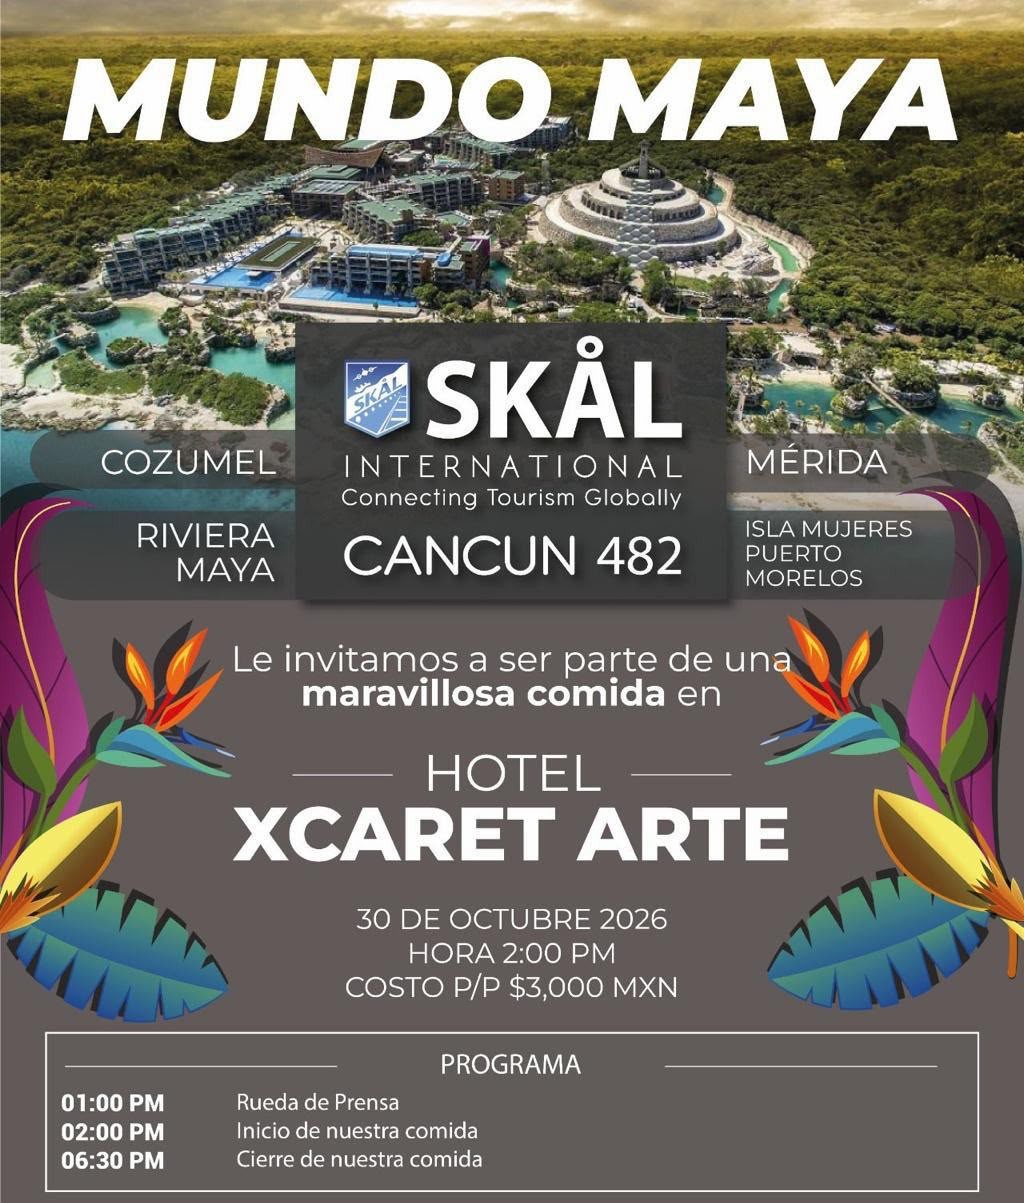 MUNDO MAYA
SKÅL
SKÅL
INTERNATIONAL
Connecting Tourism Globally
CANCUN 482
COZUMEL
RIVIERA
MAYA
MÉRIDA
ISLA MUJERES
PUERTO
MORELOS
Le invitamos a ser parte de una
maravillosa comida en
HOTEL
XCARET ARTE
30 DE OCTUBRE 2026
HORA 2:00 PM
COSTO P/P $3,000 MXN
PROGRAMA
01:00 PM Rueda de Prensa
02:00 PM Inicio de nuestra comida
06:30 PM Cierre de nuestra comida